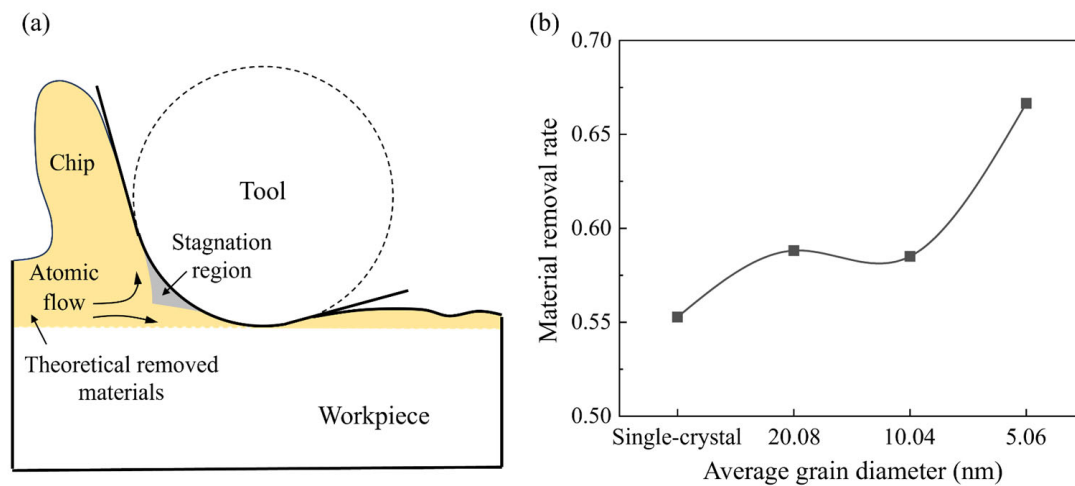 (a)
Chip
Tool
Stagnation
region
Atomic
flow
Theoretical removed
materials
Workpiece
(b)
Material removal rate
0.70
0.65
0.60
0.55
0.50
Single-crystal 20.08 10.04 5.06
Average grain diameter (nm)